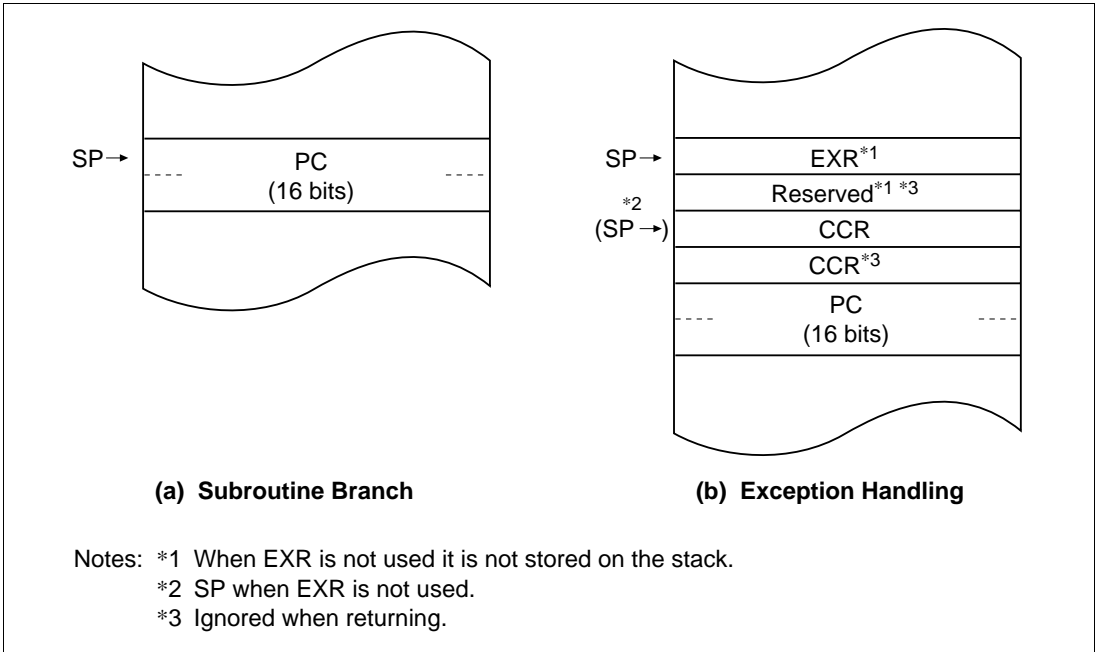 SP→
PC
(16 bits)
(a) Subroutine Branch
SP→
EXR*1
Reserved*1 *3
*2
(SP→)
CCR
CCR*3
PC
(16 bits)
(b) Exception Handling
Notes: *1 When EXR is not used it is not stored on the stack.
*2 SP when EXR is not used.
*3 Ignored when returning.